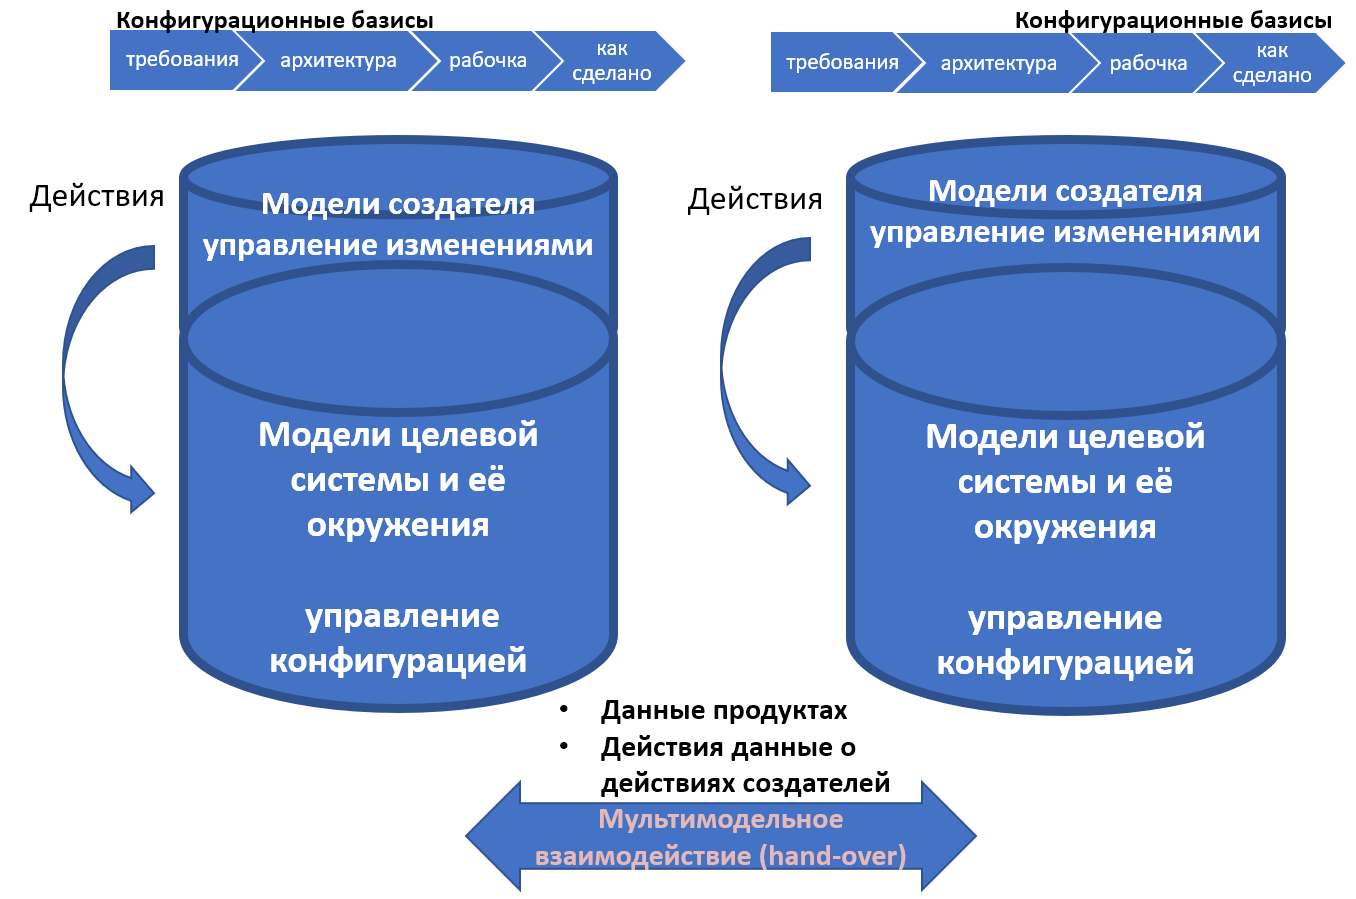 Конфигурационные базисы
требования
архитектура
рабочка
как
сделано
Действия
Модели создателя
управление изменениями
Модели целевой
системы и её
окружения
управление
конфигурацией
Конфигурационные базисы
требования
архитектура
рабочка
как
сделано
Действия
Модели создателя
управление изменениями
Модели целевой
системы и её
окружения
управление
конфигурацией
• Данные продуктах
• Действия данные о
действиях создателей
Мультимодельное
взаимодействие (hand-over)